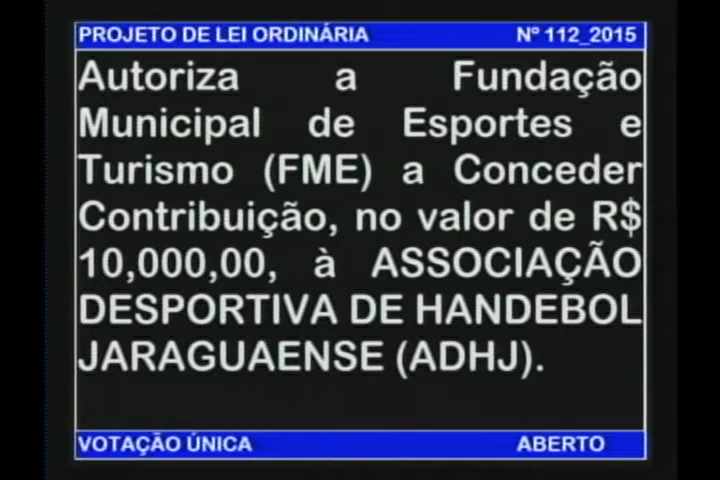 PROJETO DE LEI ORDINÁRIA Nº 112_2015
Autoriza a Fundação
Municipal de Esportes e
Turismo (FME) a Conceder
Contribuição, no valor de R$
10,000,00, à ASSOCIAÇÃO
DESPORTIVA DE HANDEBOL
JARAGUAENSE (ADHJ).
VOTAÇÃO ÚNICA ABERTO